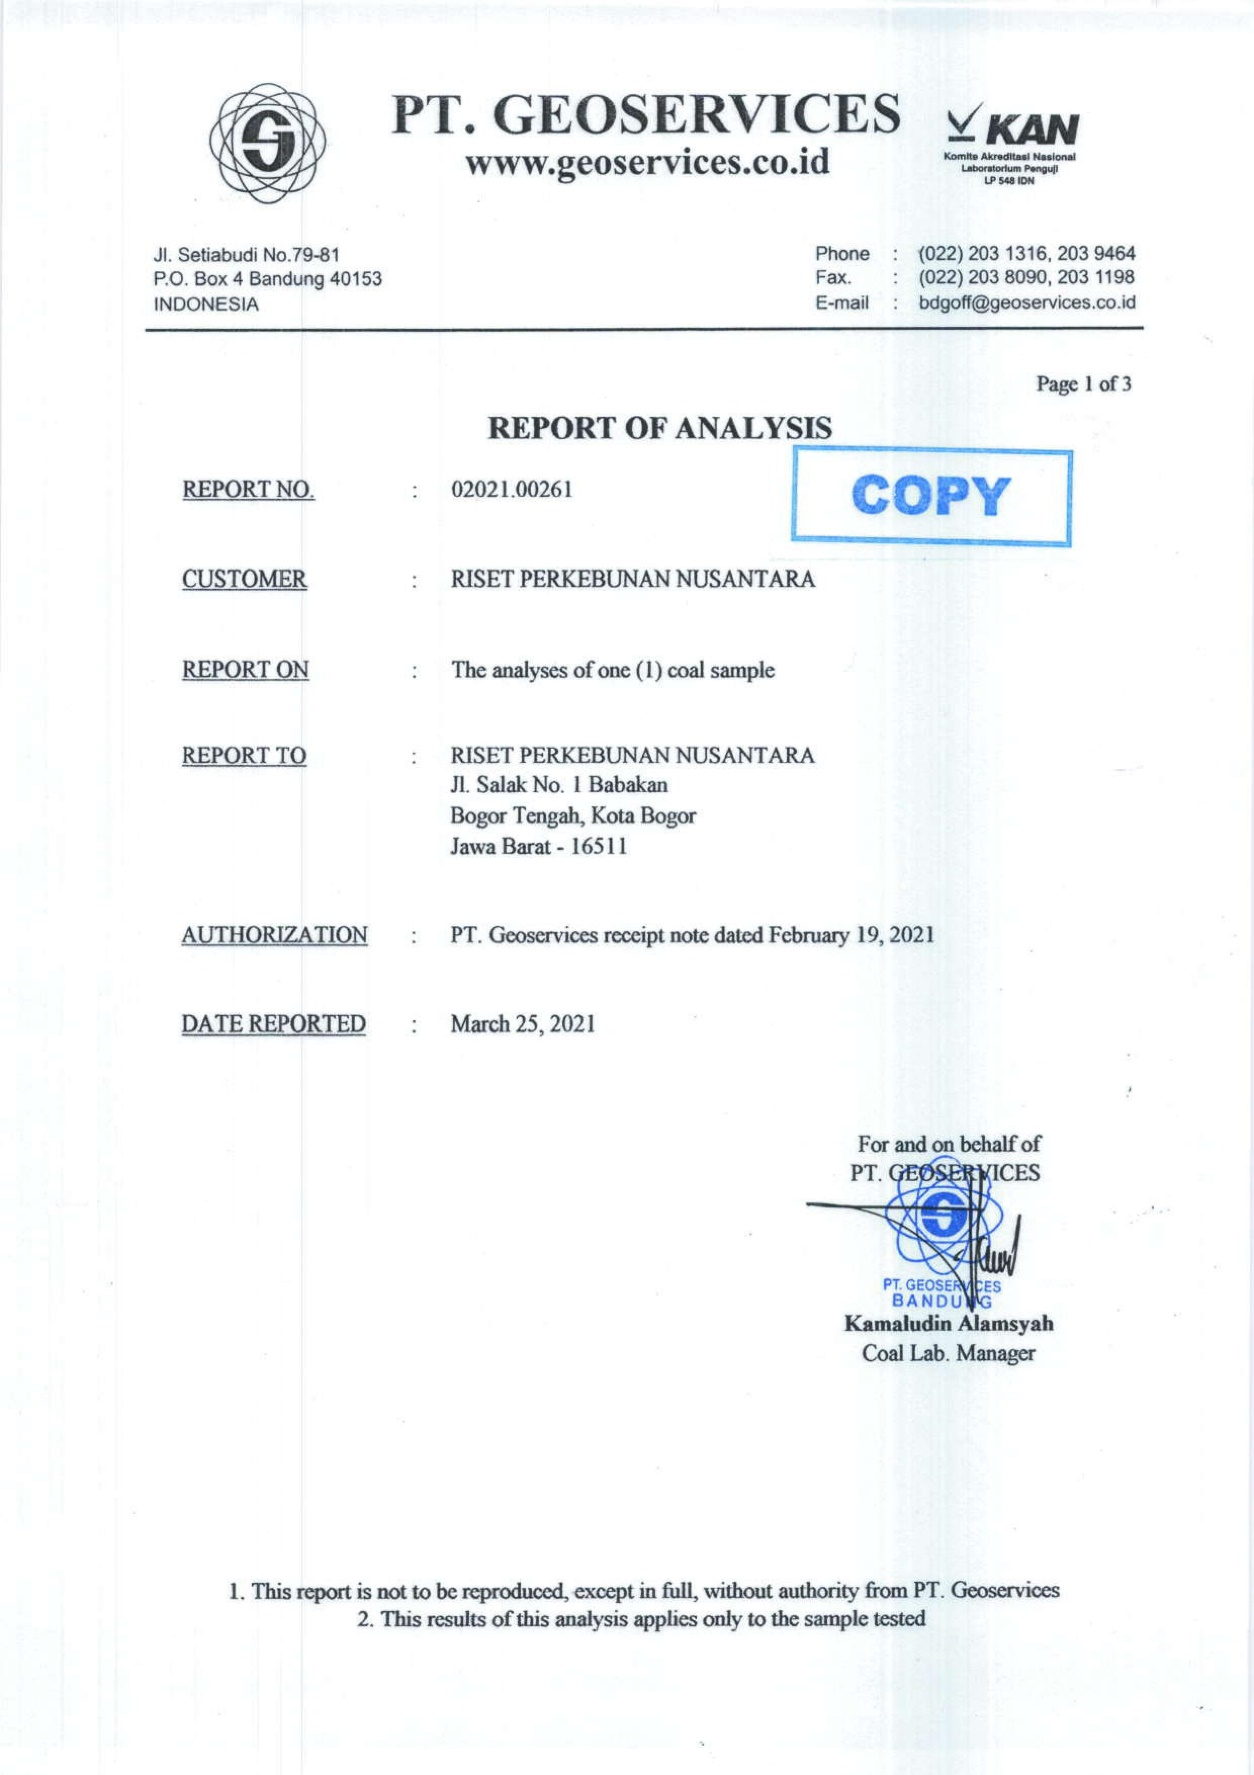 PT. GEOSERVICES
www.geoservices.co.id
KAN
Komite Akreditasi Nasional
Laboratorium Penguji
LP 548 IDN
Jl. Setiabudi No.79-81
P.O. Box 4 Bandung 40153
INDONESIA
Phone : (022) 203 1316, 203 9464
Fax. : (022) 203 8090, 203 1198
E-mail : bdgoff@geoservices.co.id
Page 1 of 3
REPORT OF ANALYSIS
COPY
REPORT NO. : 02021.00261
CUSTOMER : RISET PERKEBUNAN NUSANTARA
REPORT ON : The analyses of one (1) coal sample
REPORT TO : RISET PERKEBUNAN NUSANTARA
Jl. Salak No. 1 Babakan
Bogor Tengah, Kota Bogor
Jawa Barat - 16511
AUTHORIZATION : PT. Geoservices receipt note dated February 19, 2021
DATE REPORTED : March 25, 2021
For and on behalf of
PT. GEOSERVICES
PT. GEOSERVICES
BANDUNG
Kamaludin Alamsyah
Coal Lab. Manager
1. This report is not to be reproduced, except in full, without authority from PT. Geoservices
2. This results of this analysis applies only to the sample tested